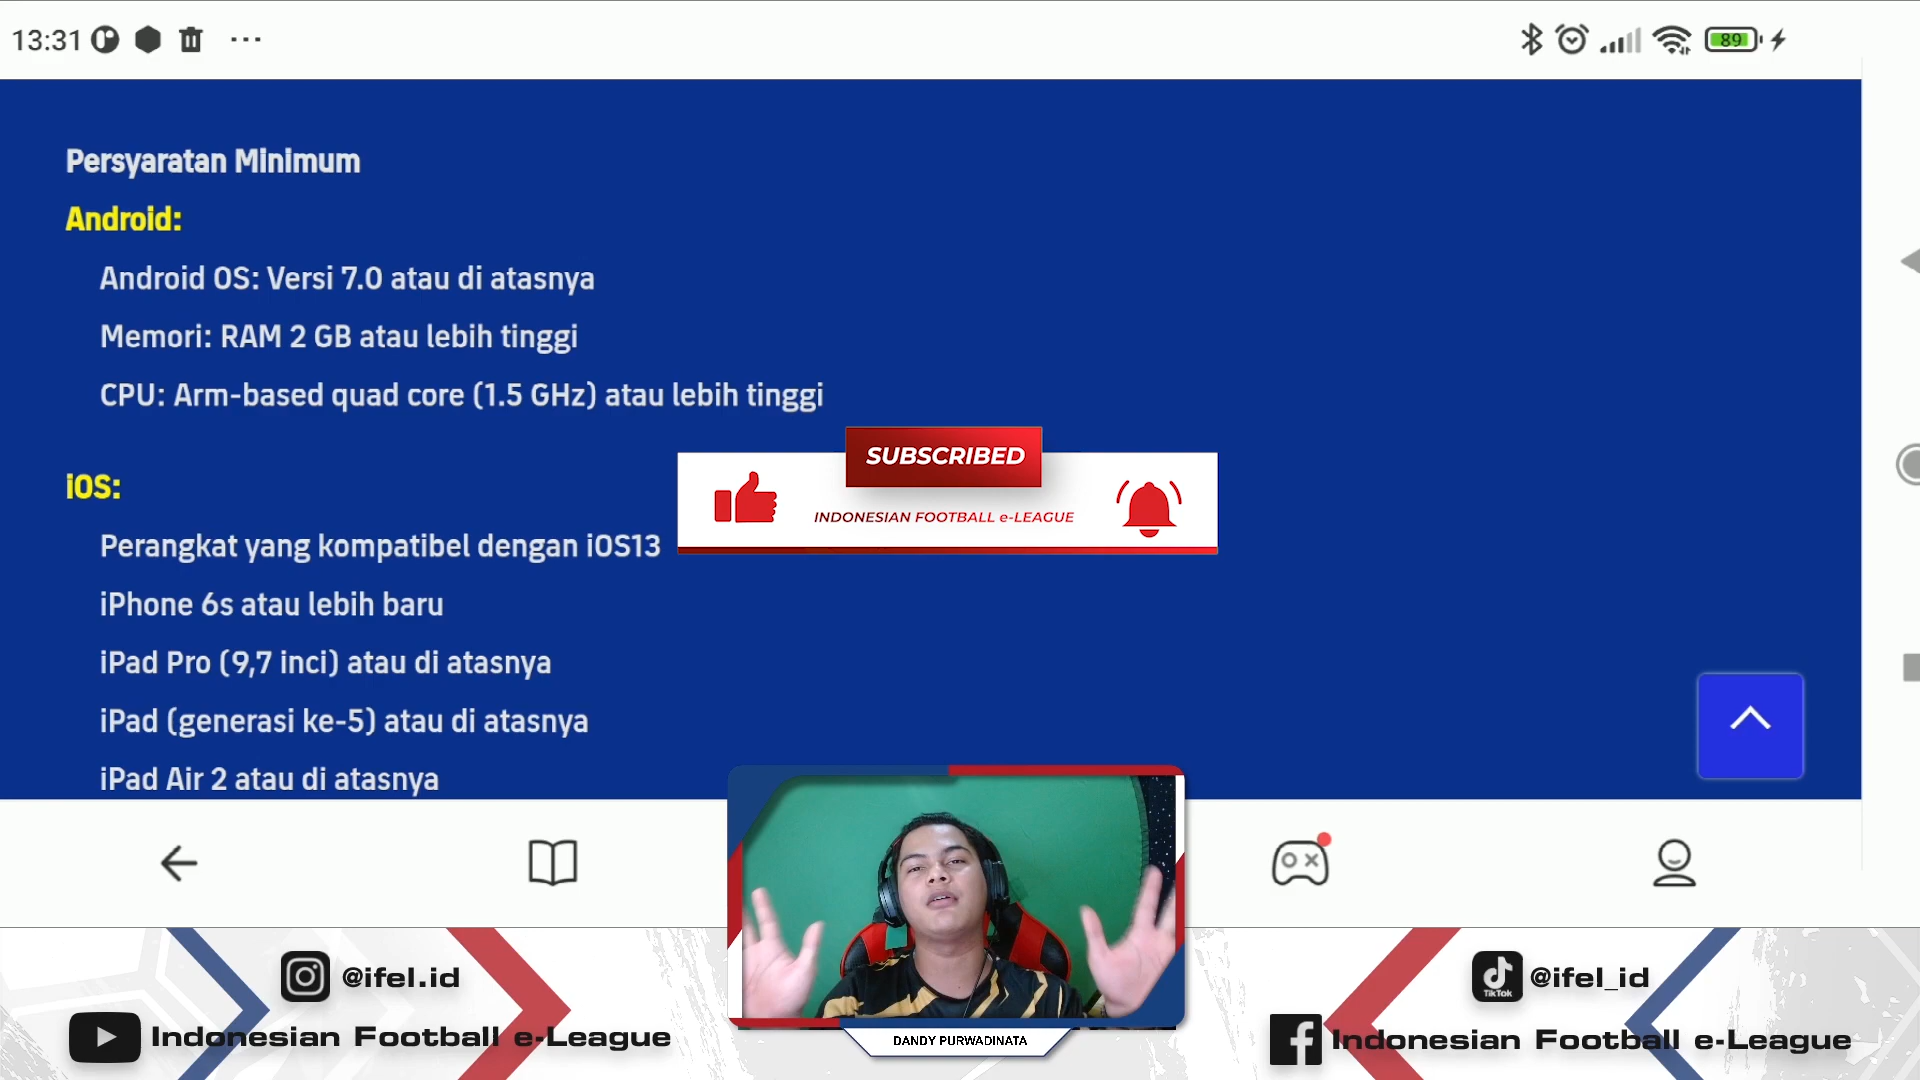 13:31
89
Persyaratan Minimum
Android:
Android OS: Versi 7.0 atau di atasnya
Memori: RAM 2 GB atau lebih tinggi
CPU: Arm-based quad core (1.5 GHz) atau lebih tinggi
iOS:
Perangkat yang kompatibel dengan iOS13
iPhone 6s atau lebih baru
iPad Pro (9,7 inci) atau di atasnya
iPad (generasi ke-5) atau di atasnya
iPad Air 2 atau di atasnya
SUBSCRIBED
INDONESIAN FOOTBALL e-LEAGUE
@ifel.id
Indonesian Football e-League
DANDY PURWADINATA
TikTok
@ifel_id
Indonesian Football e-League